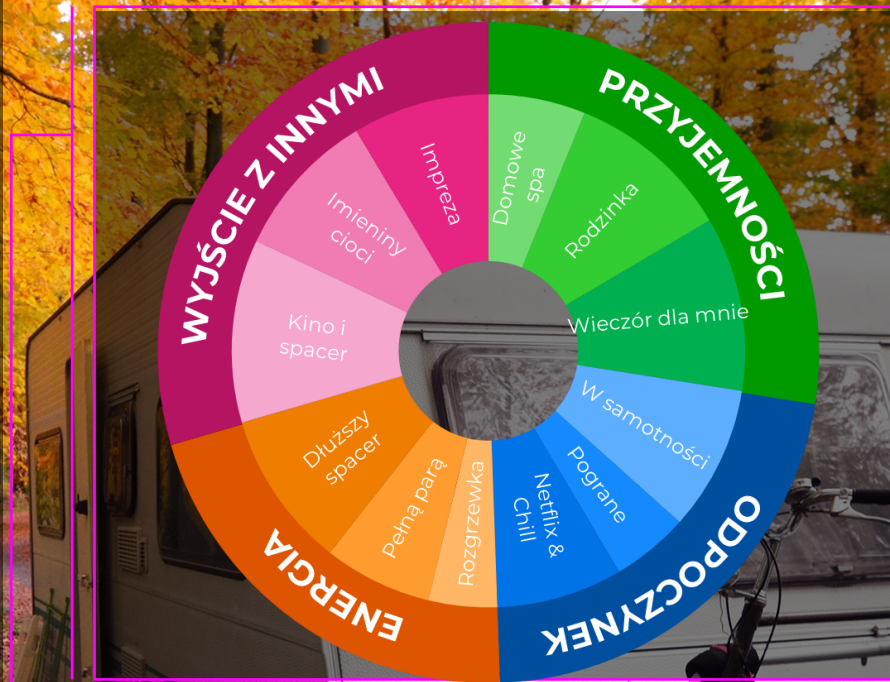 PRZYJEMNOŚCI
Domowe
spa
Rodzinka
Wieczór dla mnie
ODPOCZYNEK
W samotności
Pograne
Netflix &
Chill
ENERGIA
Rozgrzewka
Pełną parą
Dłuższy
spacer
WYJŚCIE Z INNYMI
Kino i
spacer
Imieniny
cioci
Impreza